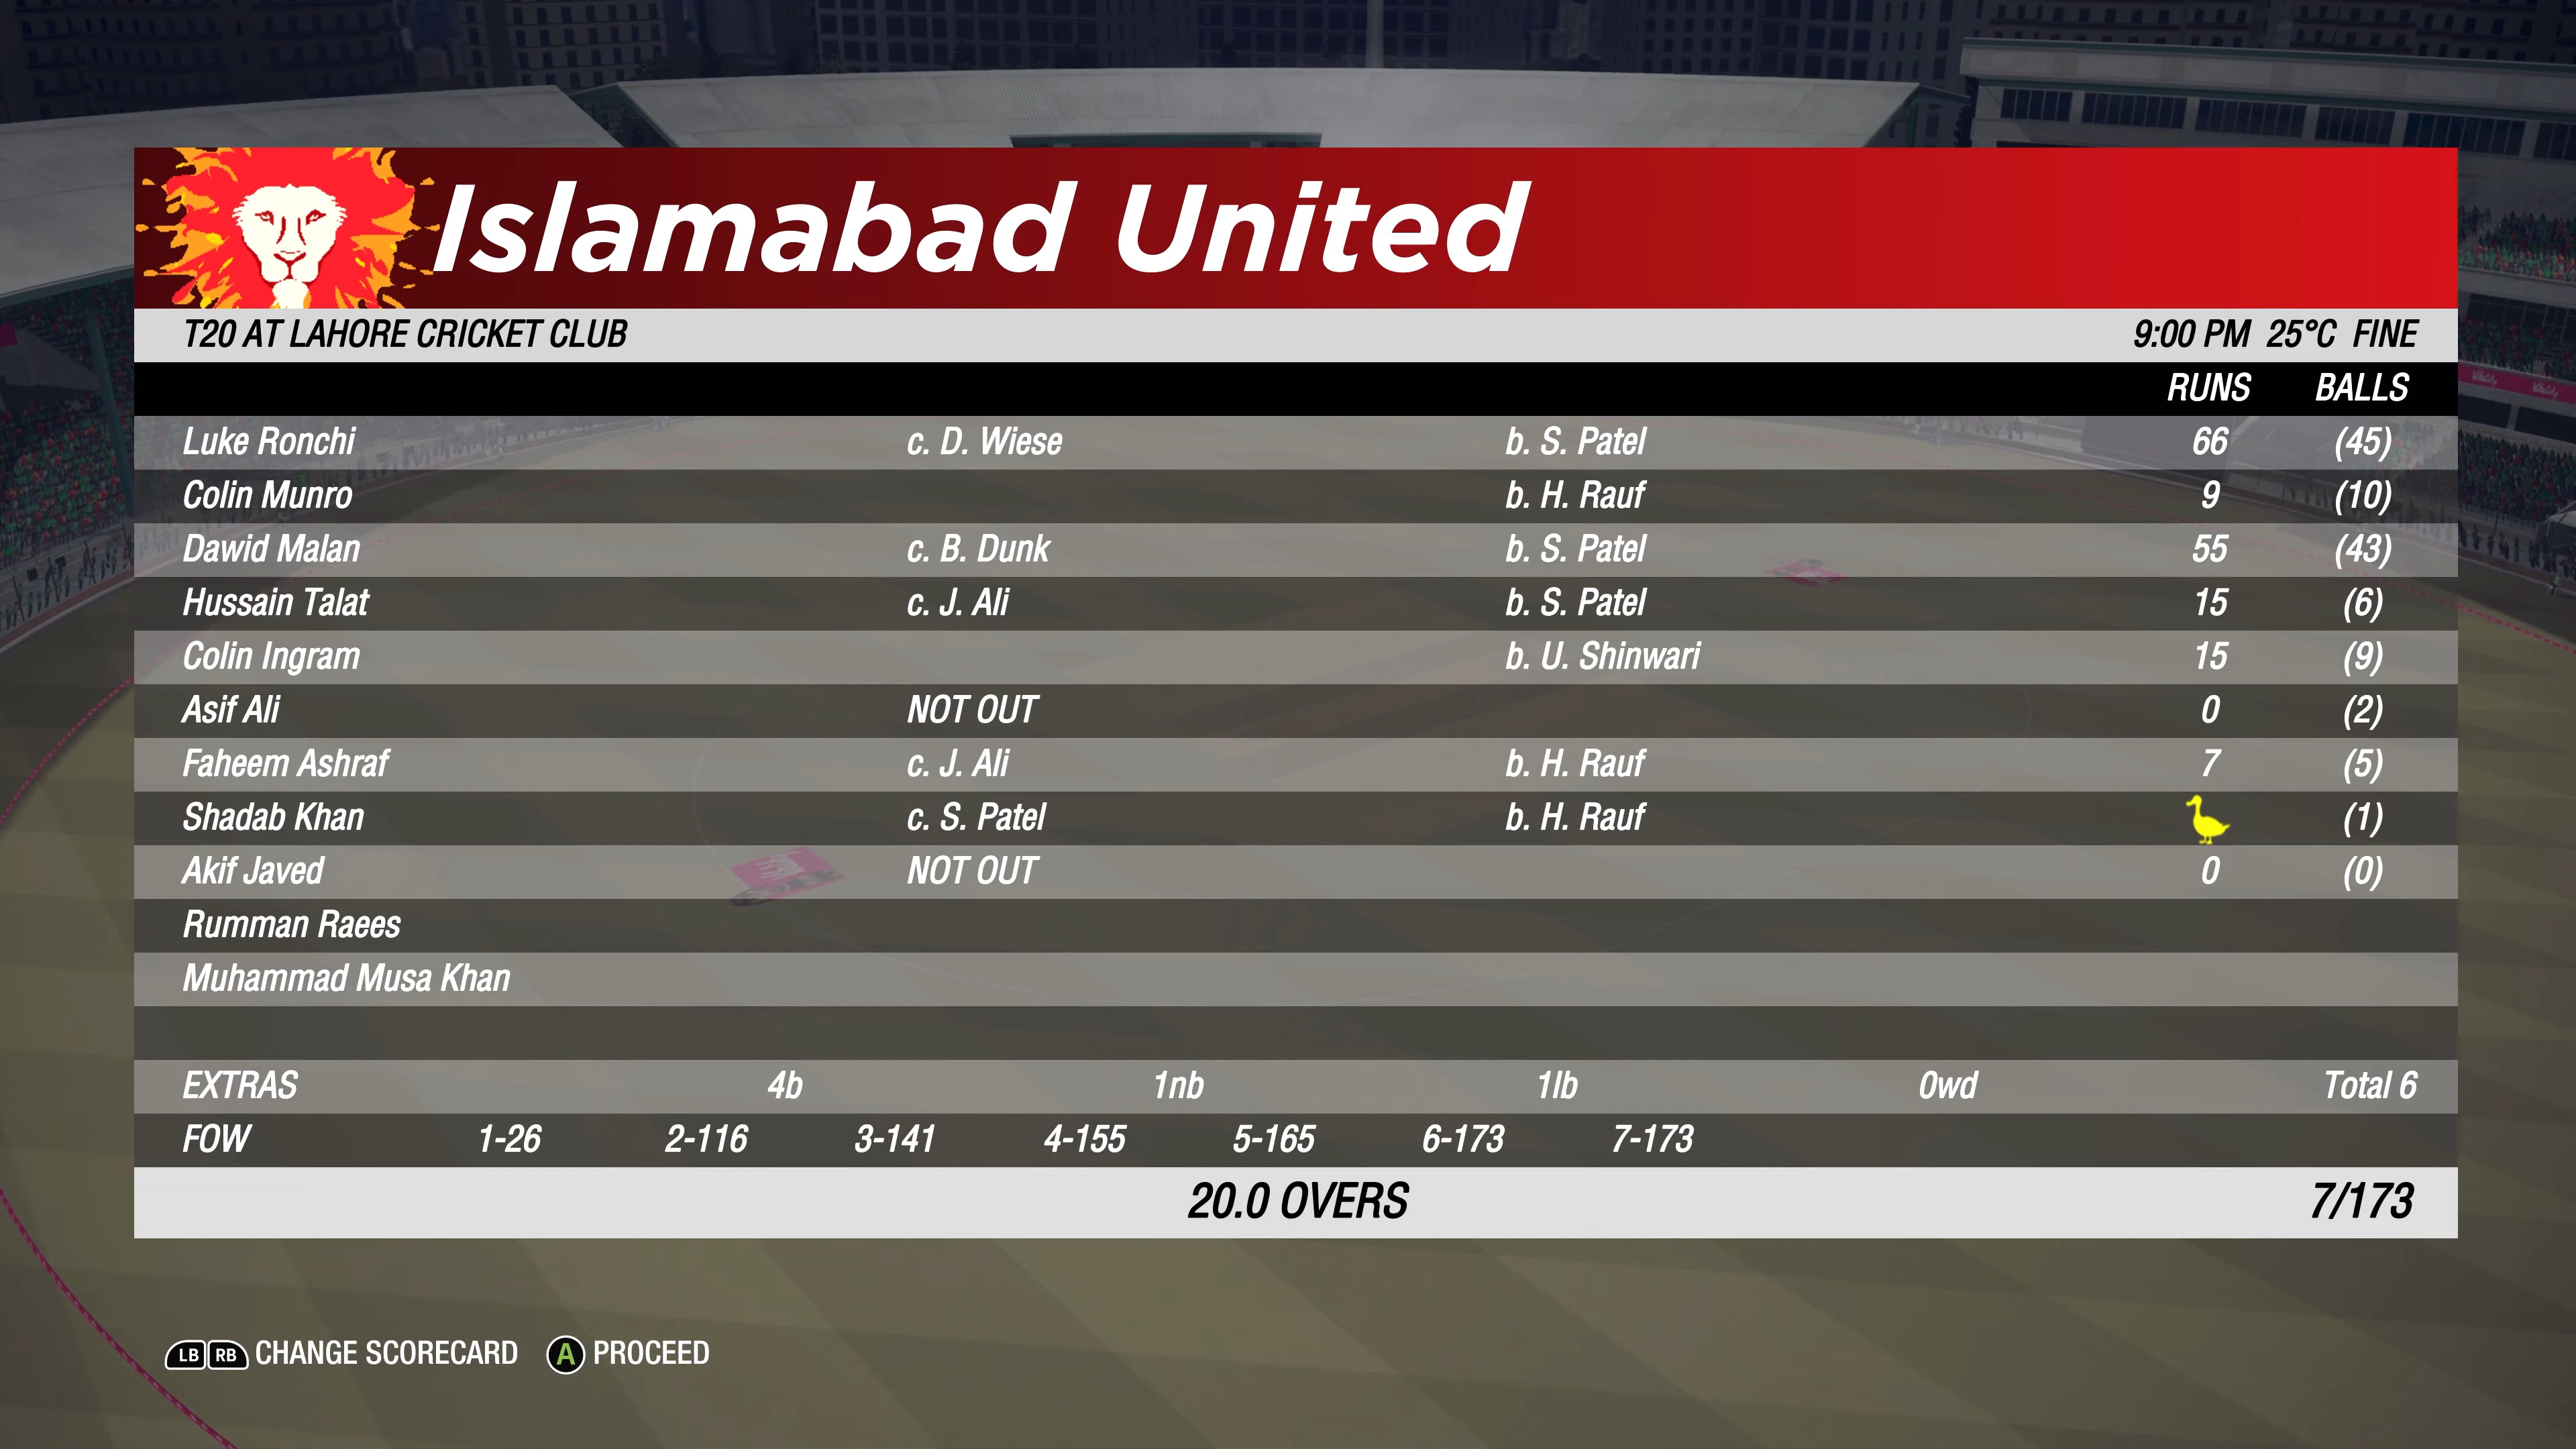 Islamabad United
T20 AT LAHORE CRICKET CLUB 9:00 PM 25°C FINE
RUNS BALLS
Luke Ronchi c. D. Wiese b. S. Patel 66 (45)
Colin Munro b. H. Rauf 9 (10)
Dawid Malan c. B. Dunk b. S. Patel 55 (43)
Hussain Talat c. J. Ali b. S. Patel 15 (6)
Colin Ingram b. U. Shinwari 15 (9)
Asif Ali NOT OUT 0 (2)
Faheem Ashraf c. J. Ali b. H. Rauf 7 (5)
Shadab Khan c. S. Patel b. H. Rauf (1)
Akif Javed NOT OUT 0 (0)
Rumman Raees
Muhammad Musa Khan
EXTRAS 4b 1nb 1lb 0wd Total 6
FOW 1-26 2-116 3-141 4-155 5-165 6-173 7-173
20.0 OVERS 7/173
LB RB CHANGE SCORECARD A PROCEED